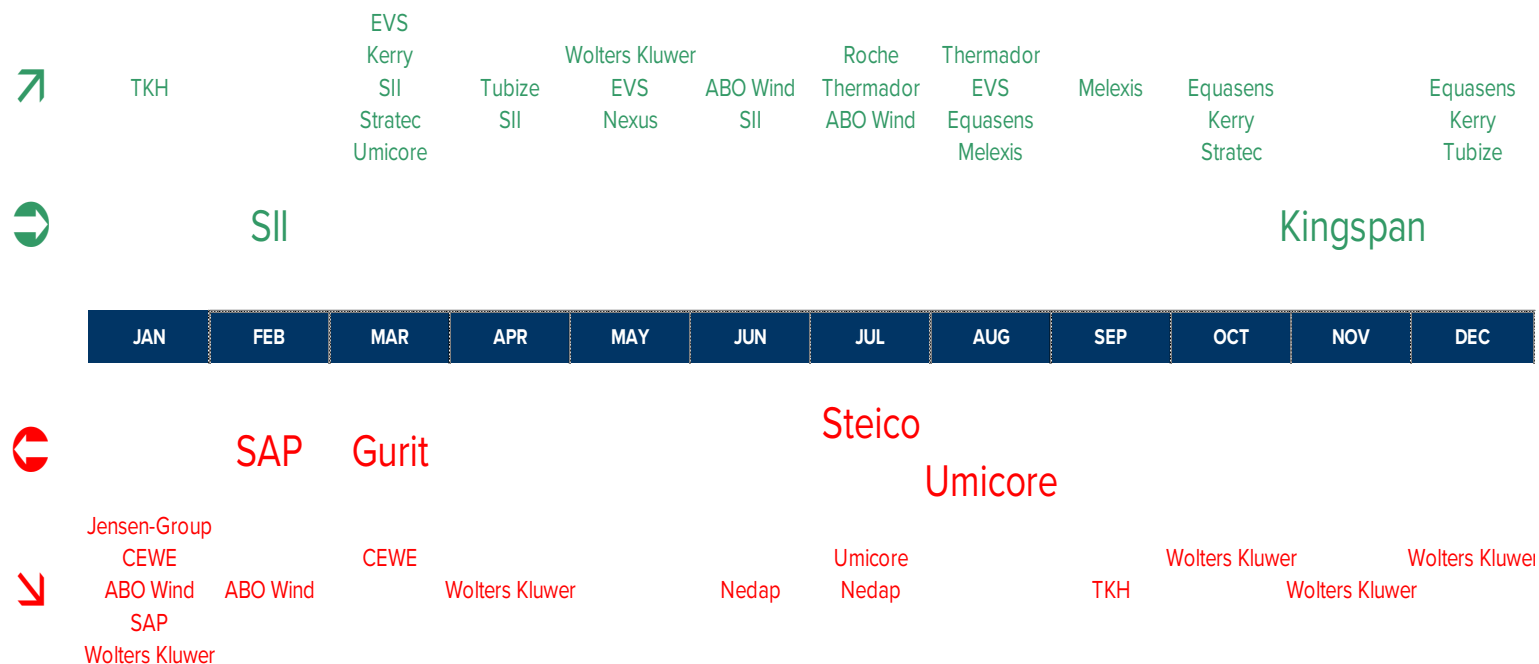 EVS
Kerry Wolters Kluwer Roche Thermador
TKH SII Tubize EVS ABO Wind Thermador EVS Melexis Equasens Equasens
Stratec SII Nexus SII ABO Wind Equasens Kerry Kerry
Umicore Melexis Stratec Tubize
SII Kingspan
JAN FEB MAR APR MAY JUN JUL AUG SEP OCT NOV DEC
Steico
SAP Gurit
Umicore
Jensen-Group
CEWE CEWE Umicore Wolters Kluwer Wolters Kluwer
ABO Wind ABO Wind Wolters Kluwer Nedap Nedap TKH Wolters Kluwer
SAP
Wolters Kluwer